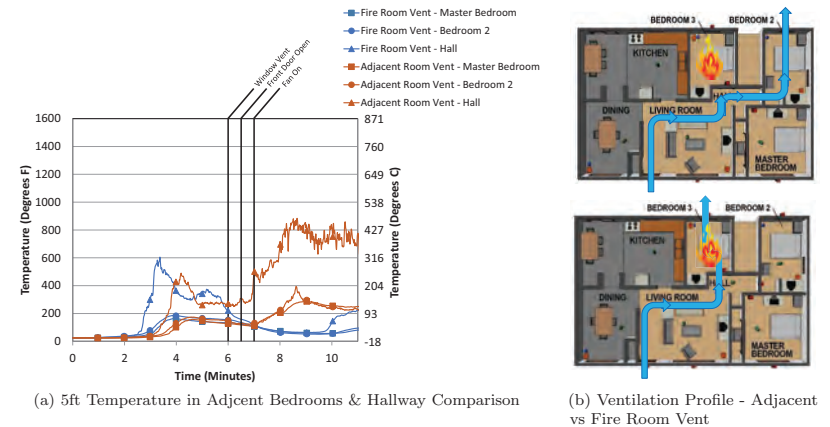 Fire Room Vent - Master Bedroom
Fire Room Vent - Bedroom 2
Fire Room Vent - Hall
Adjacent Room Vent - Master Bedroom
Adjacent Room Vent - Bedroom 2
Adjacent Room Vent - Hall
Window Vent
Front Door Open
Fan On
1600
1400
1200
1000
800
600
400
200
0
Temperature (Degrees F)
871
760
649
538
427
316
204
93
-18
Temperature (Degrees C)
0
2
4
6
8
10
Time (Minutes)
(a) 5ft Temperature in Adjcent Bedrooms & Hallway Comparison
BEDROOM 3
BEDROOM 2
KITCHEN
HALL
DINING
LIVING ROOM
MASTER
BEDROOM
BEDROOM 3
BEDROOM 2
KITCHEN
HALL
DINING
LIVING ROOM
MASTER
BEDROOM
(b) Ventilation Profile - Adjacent
vs Fire Room Vent